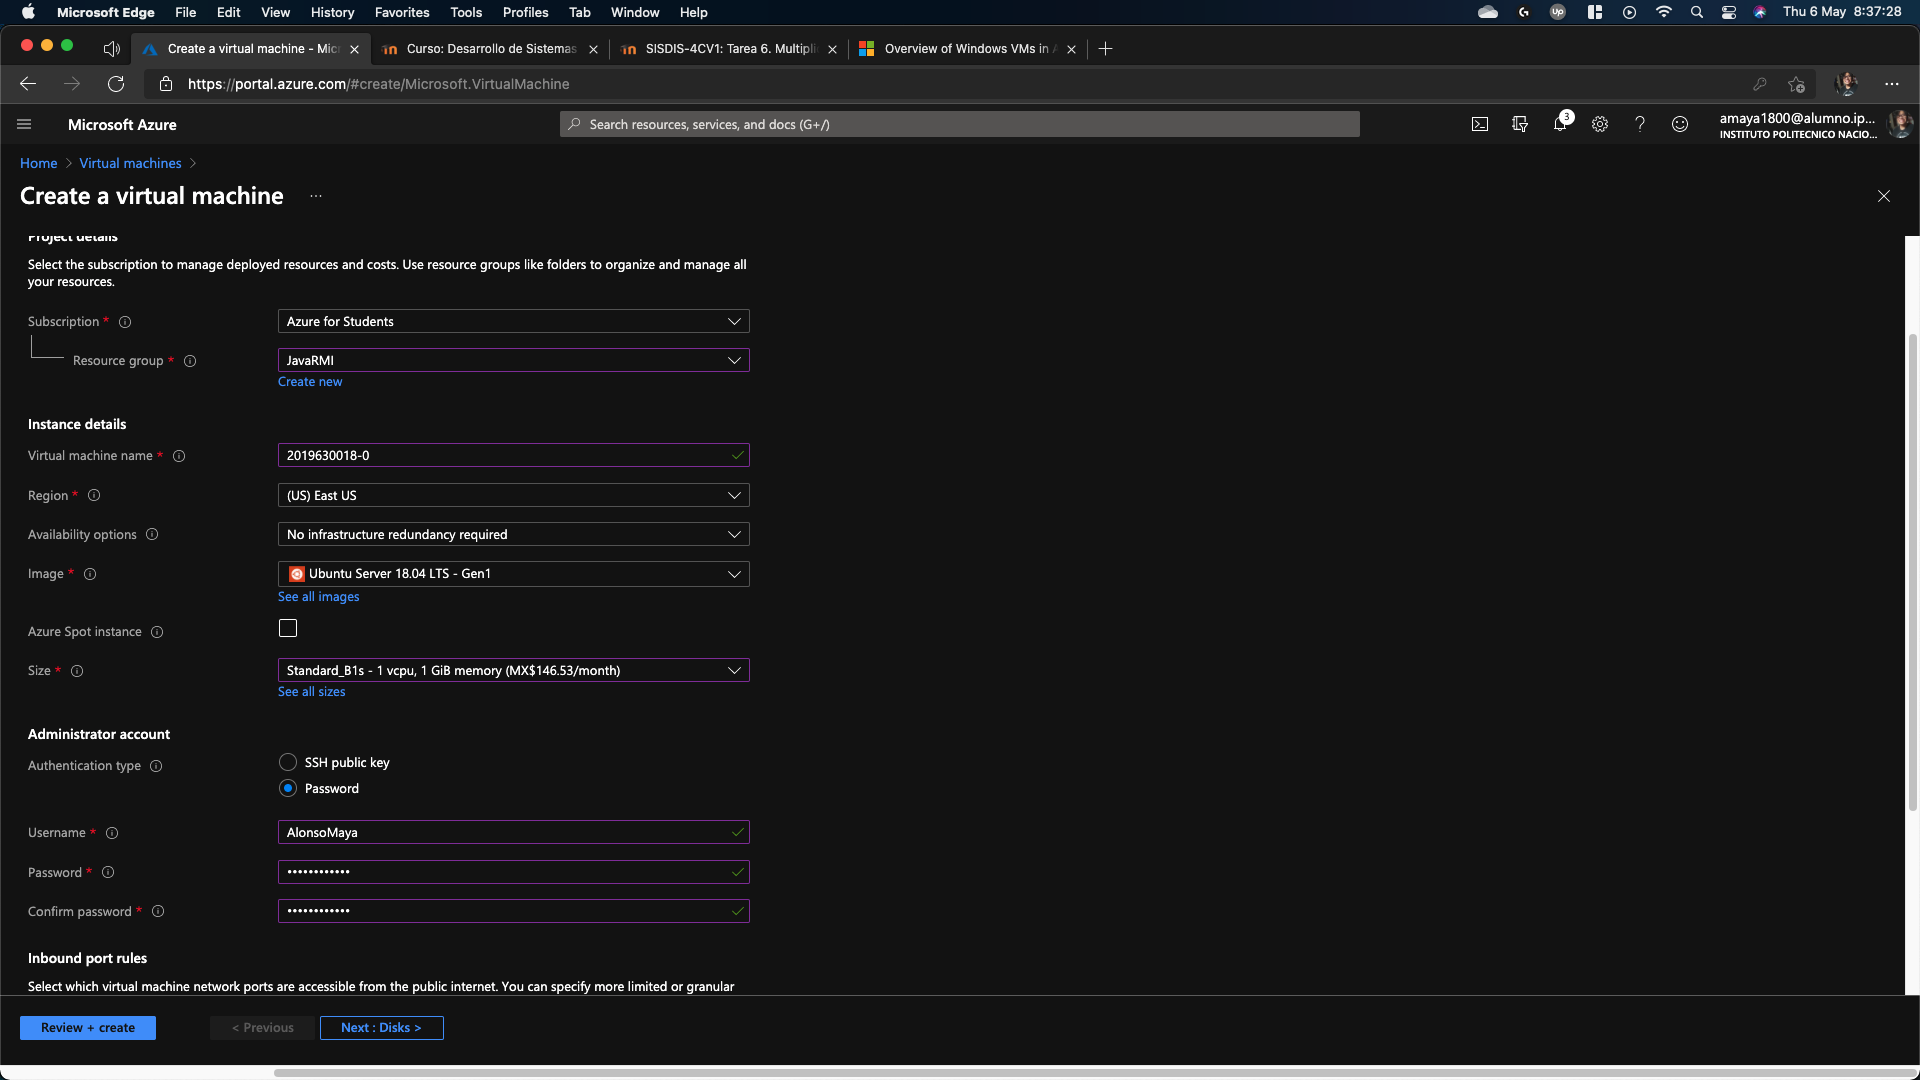 Microsoft Edge File Edit View History Favorites Tools Profiles Tab Window Help
Thu 6 May 8:37:28
Create a virtual machine - Mic
Curso: Desarrollo de Sistemas
SISDIS-4CV1: Tarea 6. Multipli
Overview of Windows VMs in A
https://portal.azure.com/#create/Microsoft.VirtualMachine
Microsoft Azure
Search resources, services, and docs (G+/)
3
amaya1800@alumno.ip...
INSTITUTO POLITECNICO NACIO...
Home > Virtual machines >
Create a virtual machine ...
Project details
Select the subscription to manage deployed resources and costs. Use resource groups like folders to organize and manage all
your resources.
Subscription *
Azure for Students
Resource group *
JavaRMI
Create new
Instance details
Virtual machine name *
2019630018-0
Region *
(US) East US
Availability options
No infrastructure redundancy required
Image *
Ubuntu Server 18.04 LTS - Gen1
See all images
Azure Spot instance
Size *
Standard_B1s - 1 vcpu, 1 GiB memory (MX$146.53/month)
See all sizes
Administrator account
Authentication type
SSH public key
Password
Username *
AlonsoMaya
Password *
••••••••••••
Confirm password *
••••••••••••
Inbound port rules
Select which virtual machine network ports are accessible from the public internet. You can specify more limited or granular
Review + create
< Previous
Next : Disks >